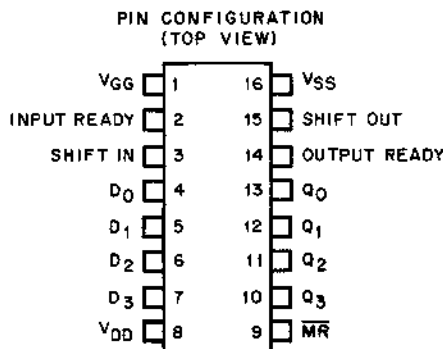 PIN CONFIGURATION
(TOP VIEW)
VGG 1 16 VSS
INPUT READY 2 15 SHIFT OUT
SHIFT IN 3 14 OUTPUT READY
D0 4 13 Q0
D1 5 12 Q1
D2 6 11 Q2
D3 7 10 Q3
VDD 8 9 M̅R̅